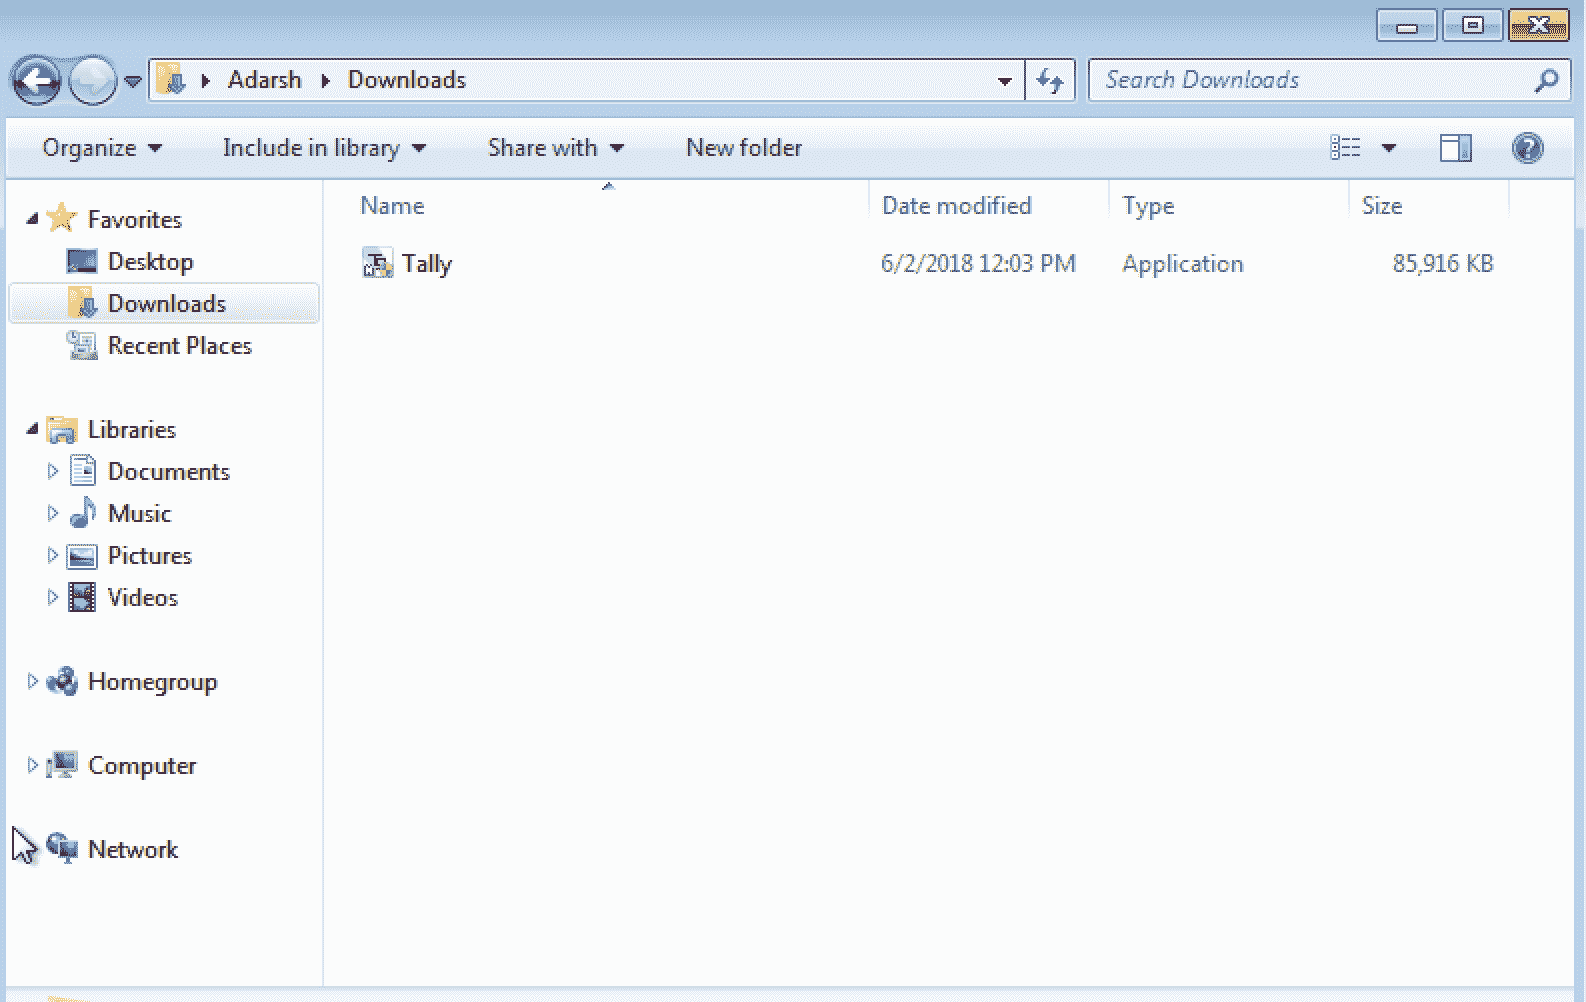 Adarsh Downloads Search Downloads
Organize Include in library Share with New folder
Name Date modified Type Size
Tally 6/2/2018 12:03 PM Application 85,916 KB
Favorites
Desktop
Downloads
Recent Places
Libraries
Documents
Music
Pictures
Videos
Homegroup
Computer
Network